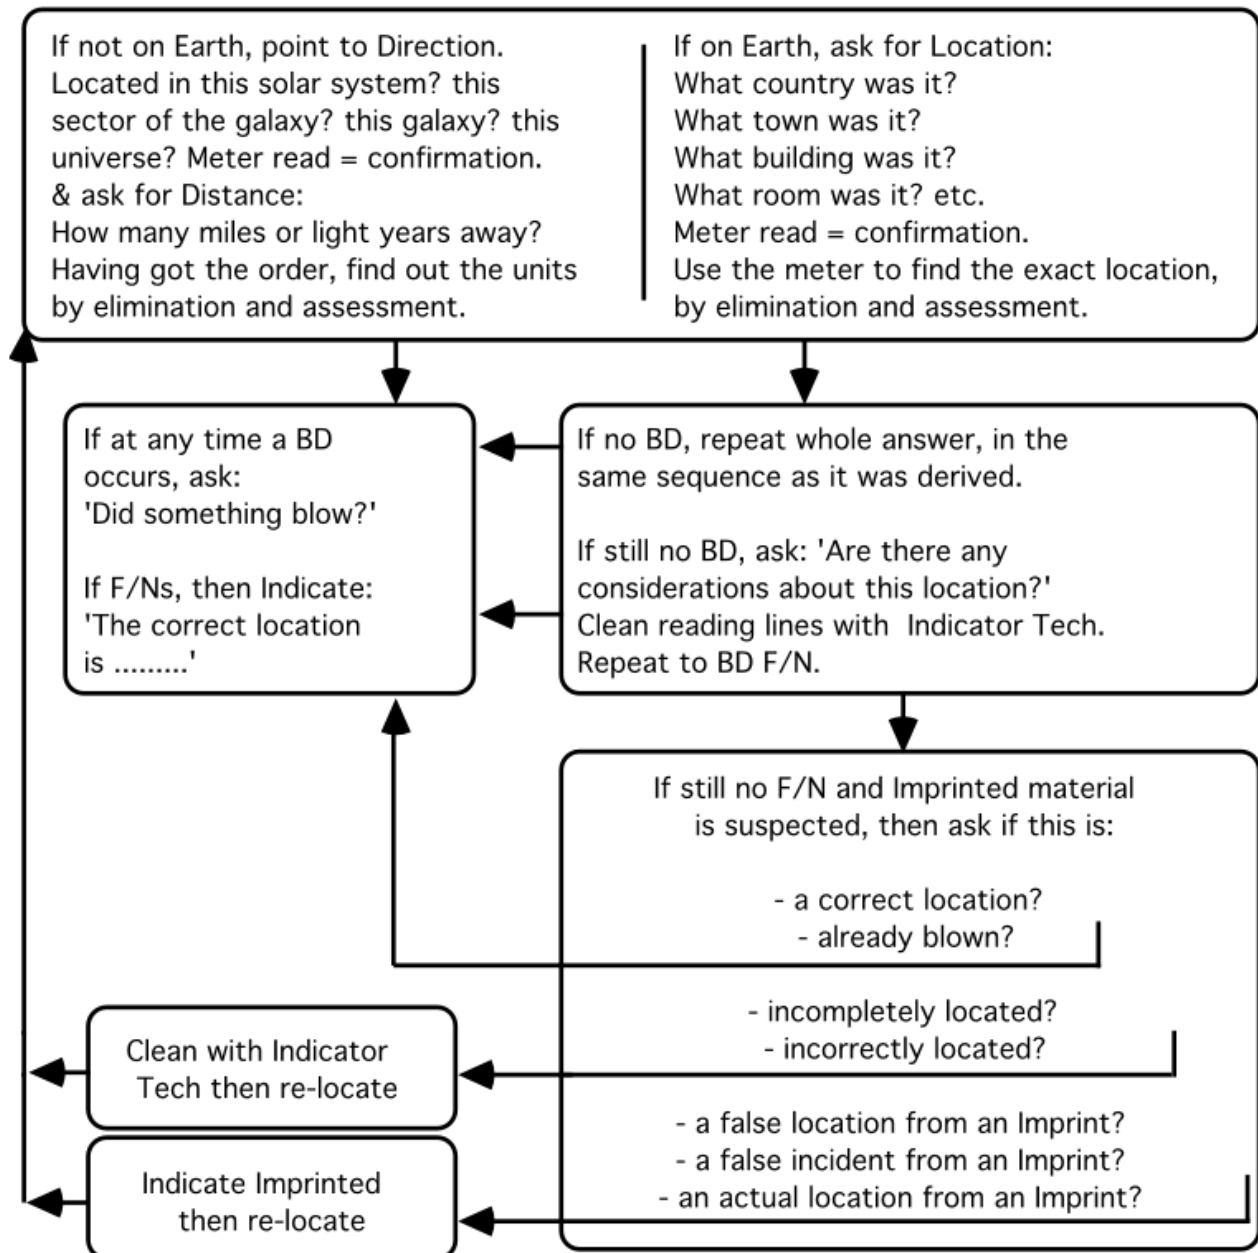 If not on Earth, point to Direction.
Located in this solar system? this
sector of the galaxy? this galaxy? this
universe? Meter read = confirmation.
& ask for Distance:
How many miles or light years away?
Having got the order, find out the units
by elimination and assessment.
If on Earth, ask for Location:
What country was it?
What town was it?
What building was it?
What room was it? etc.
Meter read = confirmation.
Use the meter to find the exact location,
by elimination and assessment.
If at any time a BD
occurs, ask:
'Did something blow?'
If F/Ns, then Indicate:
'The correct location
is .........'
If no BD, repeat whole answer, in the
same sequence as it was derived.
If still no BD, ask: 'Are there any
considerations about this location?'
Clean reading lines with Indicator Tech.
Repeat to BD F/N.
If still no F/N and Imprinted material
is suspected, then ask if this is:
- a correct location?
- already blown?
- incompletely located?
- incorrectly located?
- a false location from an Imprint?
- a false incident from an Imprint?
- an actual location from an Imprint?
Clean with Indicator
Tech then re-locate
Indicate Imprinted
then re-locate